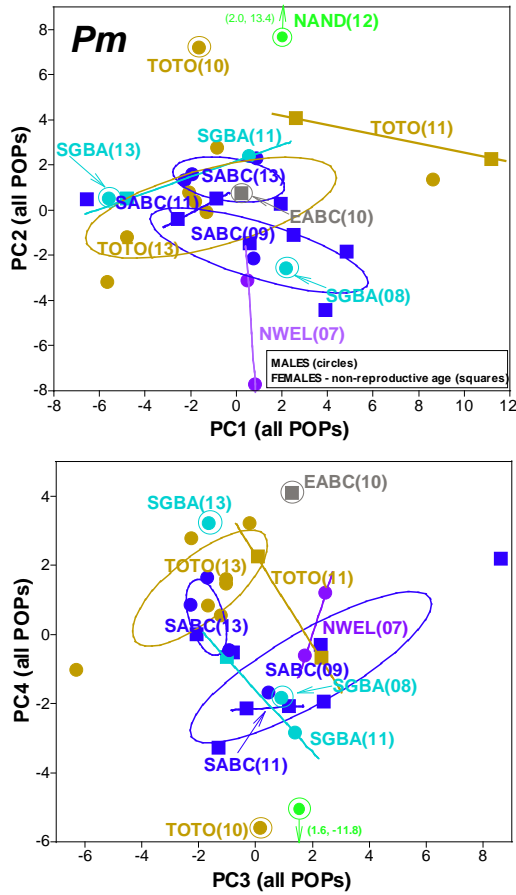 Pm
(2.0, 13.4)
NAND(12)
TOTO(10)
TOTO(11)
SGBA(11)
SGBA(13)
SABC(13)
SABC(11)
EABC(10)
SABC(09)
TOTO(13)
SGBA(08)
NWEL(07)
MALES (circles)
FEMALES - non-reproductive age (squares)
8
6
4
2
0
-2
-4
-6
-8
PC2 (all POPs)
-8 -6 -4 -2 0 2 4 6 8 10 12
PC1 (all POPs)
EABC(10)
SGBA(13)
TOTO(13)
TOTO(11)
SABC(13)
NWEL(07)
SABC(09)
SGBA(08)
SGBA(11)
SABC(11)
TOTO(10)
(1.6, -11.8)
4
2
0
-2
-4
-6
PC4 (all POPs)
-6 -4 -2 0 2 4 6 8
PC3 (all POPs)